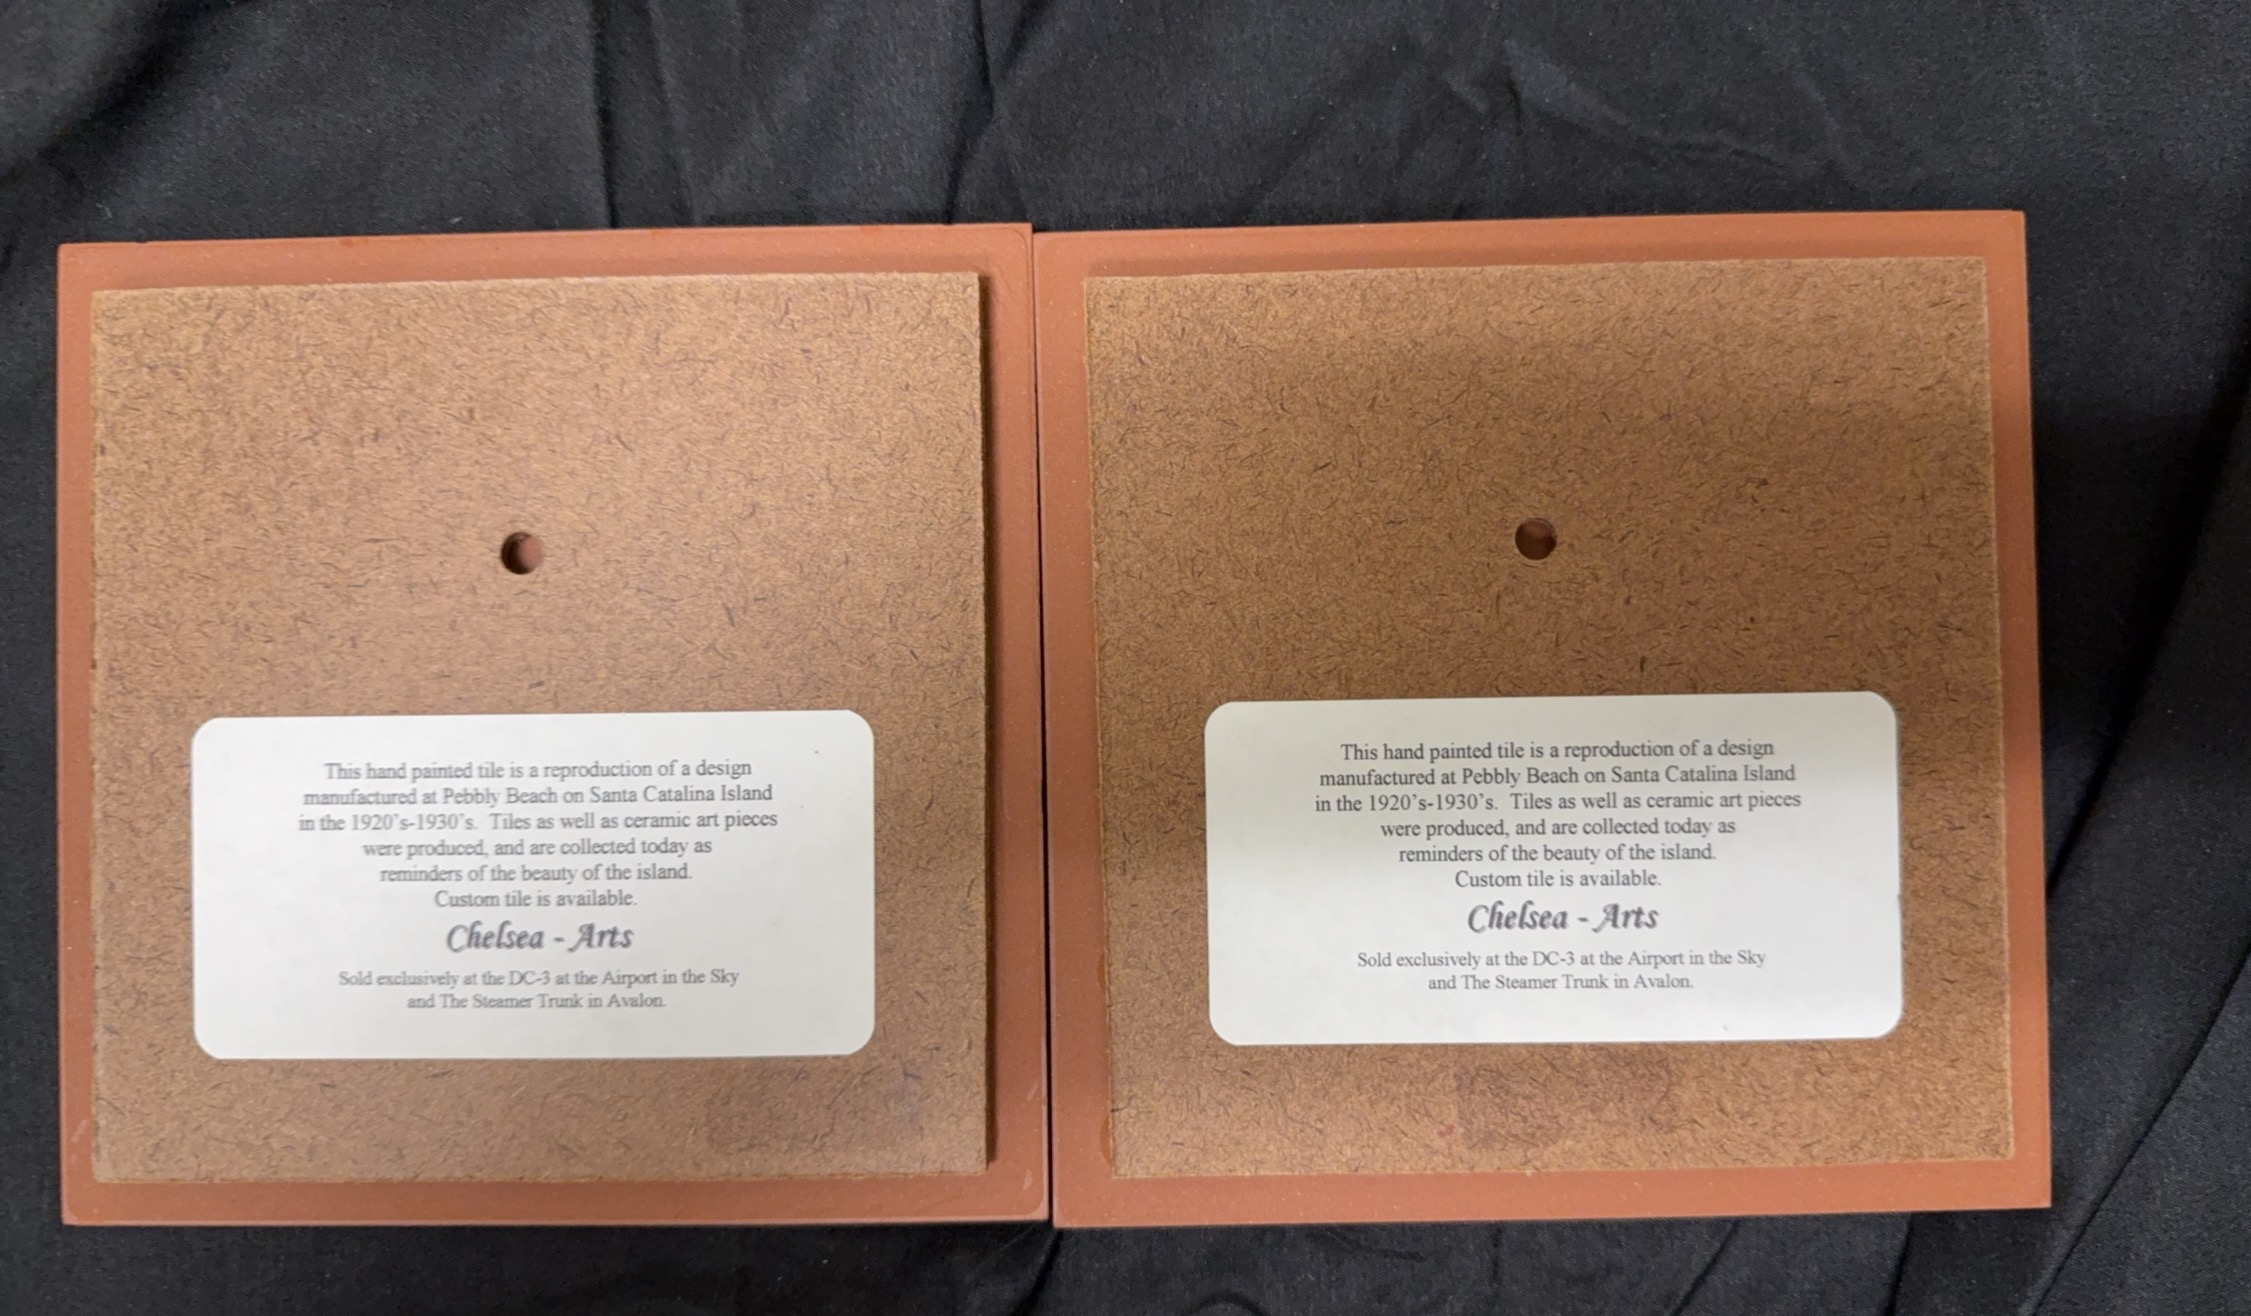 This hand painted tile is a reproduction of a design
manufactured at Pebbly Beach on Santa Catalina Island
in the 1920's-1930's. Tiles as well as ceramic art pieces
were produced, and are collected today as
reminders of the beauty of the island.
Custom tile is available.
Chelsea - Arts
Sold exclusively at the DC-3 at the Airport in the Sky
and The Steamer Trunk in Avalon.
This hand painted tile is a reproduction of a design
manufactured at Pebbly Beach on Santa Catalina Island
in the 1920's-1930's. Tiles as well as ceramic art pieces
were produced, and are collected today as
reminders of the beauty of the island.
Custom tile is available.
Chelsea - Arts
Sold exclusively at the DC-3 at the Airport in the Sky
and The Steamer Trunk in Avalon.